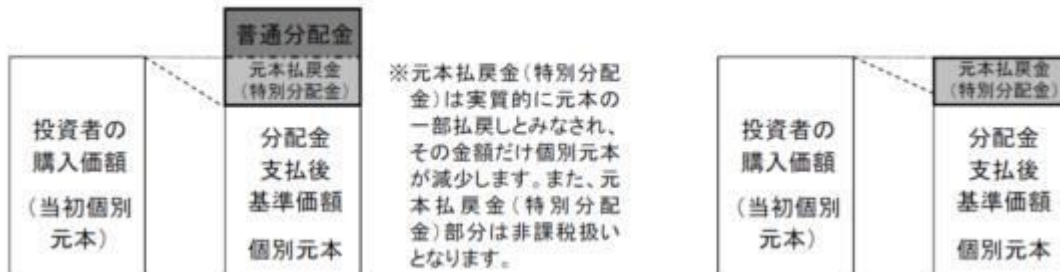 普通分配金
元本払戻金
(特別分配金)
投資者の
購入価額
(当初個別
元本)
分配金
支払後
基準価額
個別元本
※元本払戻金(特別分配
金)は実質的に元本の
一部払戻しとみなされ、
その金額だけ個別元本
が減少します。また、元
本払戻金(特別分配
金)部分は非課税扱い
となります。
元本払戻金
(特別分配金)
投資者の
購入価額
(当初個別
元本)
分配金
支払後
基準価額
個別元本